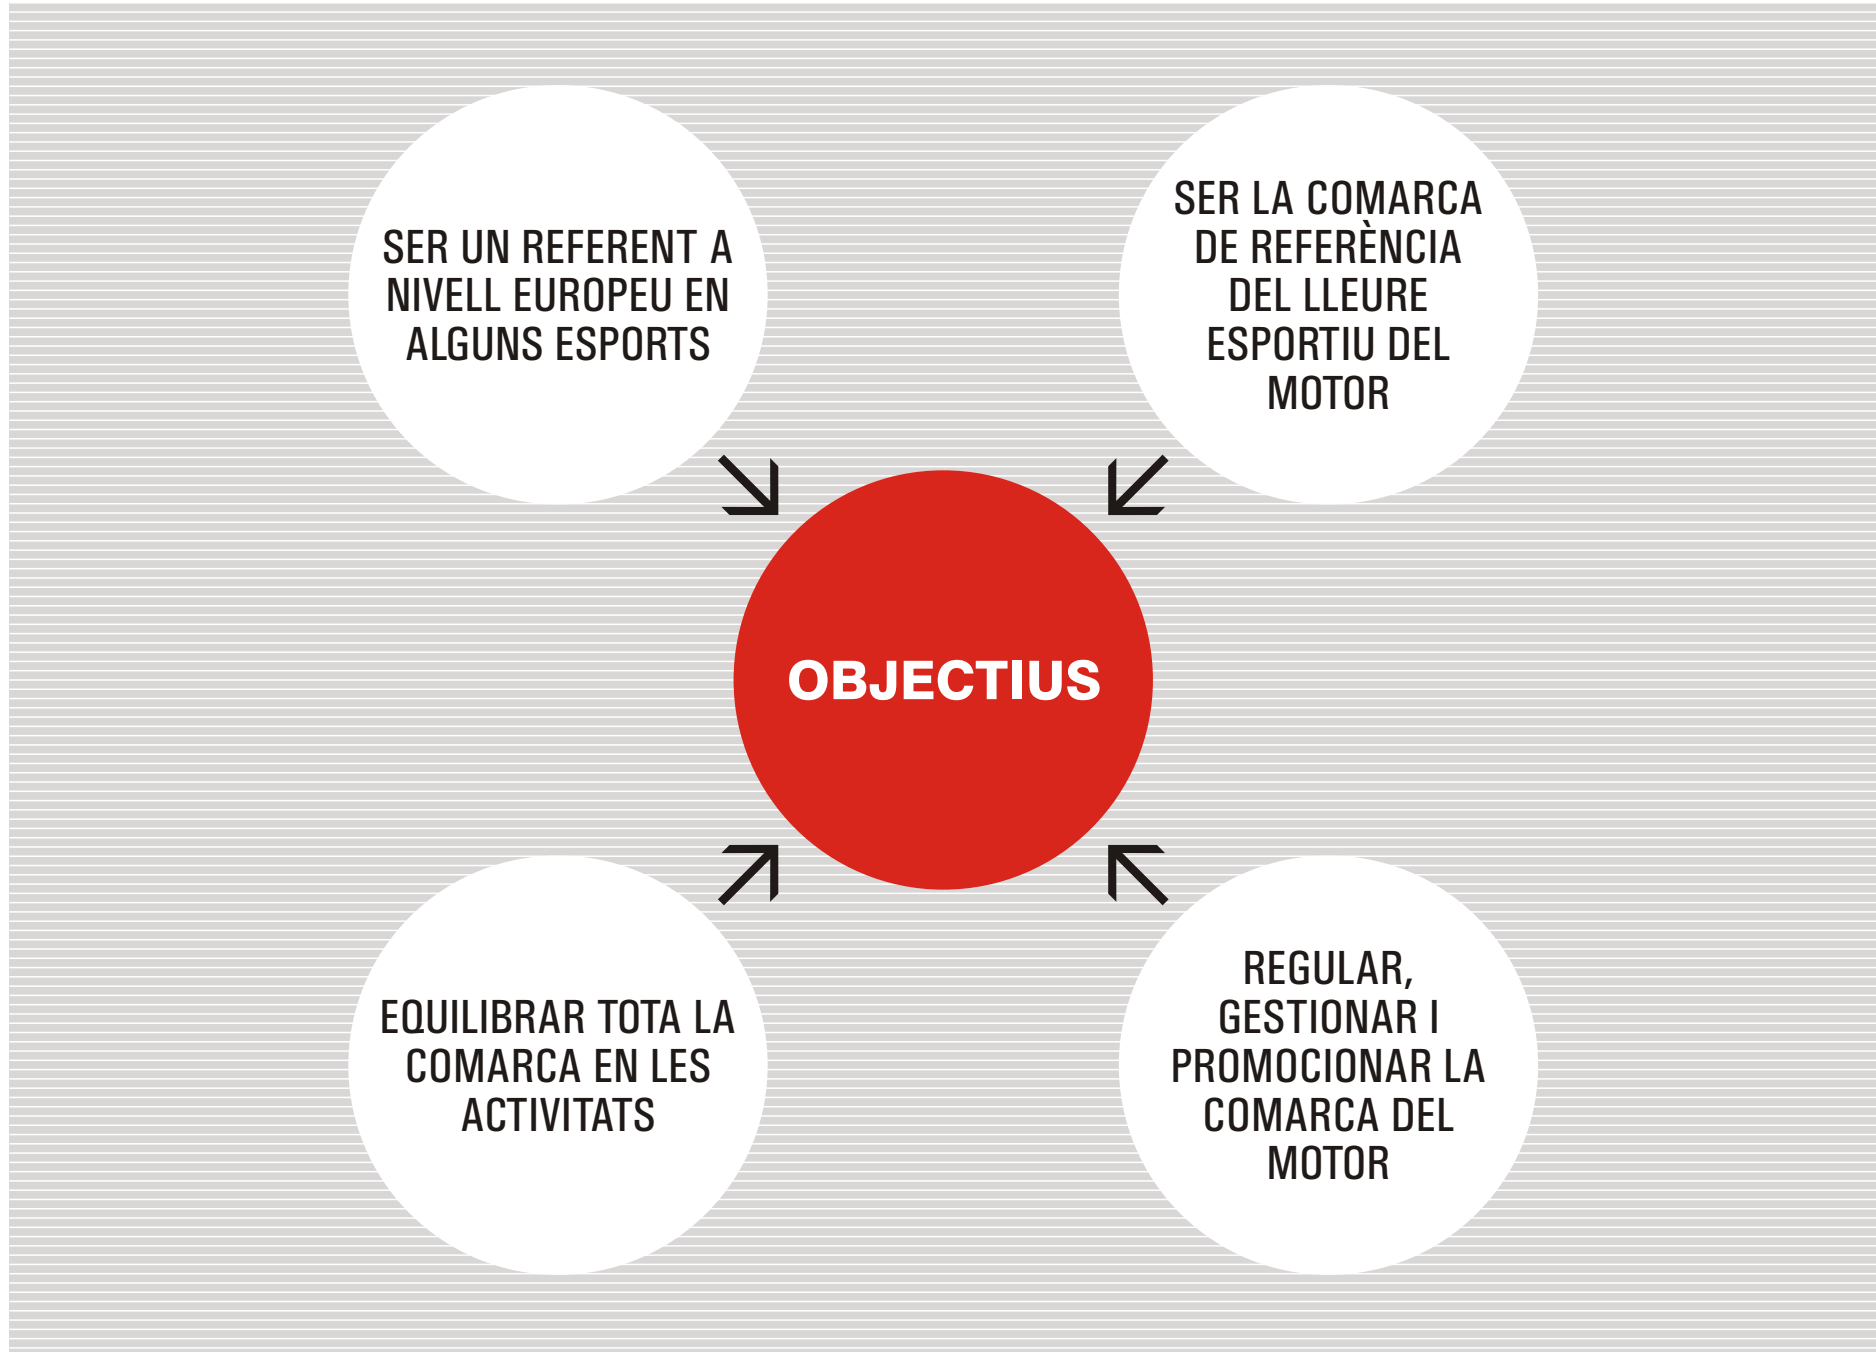 SER UN REFERENT A
NIVELL EUROPEU EN
ALGUNS ESPORTS
SER LA COMARCA
DE REFERÈNCIA
DEL LLEURE
ESPORTIU DEL
MOTOR
OBJECTIUS
EQUILIBRAR TOTA LA
COMARCA EN LES
ACTIVITATS
REGULAR,
GESTIONAR I
PROMOCIONAR LA
COMARCA DEL
MOTOR